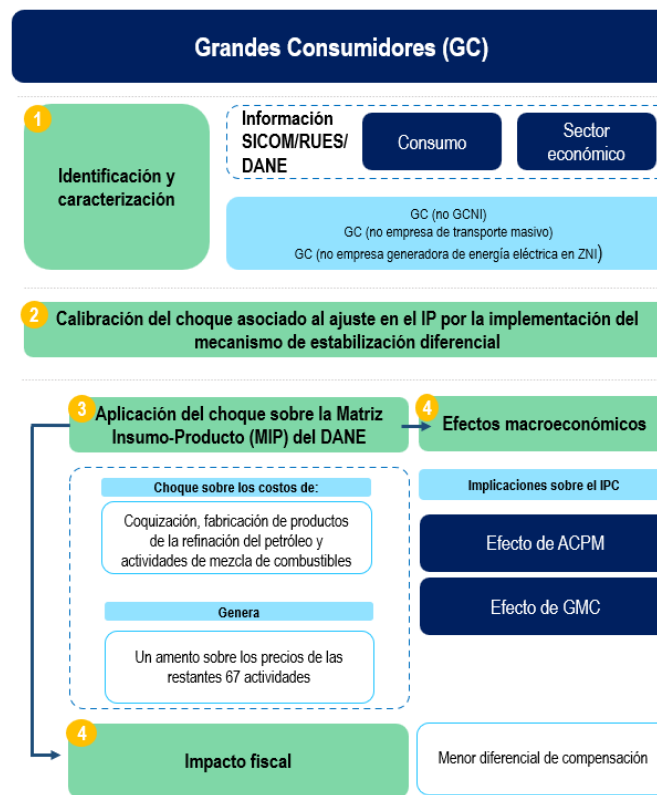 Grandes Consumidores (GC)
1
Identificación y
caracterización
Información
SICOM/RUES/
DANE
Consumo
Sector
económico
GC (no GCNI)
GC (no empresa de transporte masivo)
GC (no empresa generadora de energía eléctrica en ZNI)
2
Calibración del choque asociado al ajuste en el IP por la implementación del
mecanismo de estabilización diferencial
3
Aplicación del choque sobre la Matriz
Insumo-Producto (MIP) del DANE
4
Efectos macroeconómicos
Choque sobre los costos de:
Coquización, fabricación de productos
de la refinación del petróleo y
actividades de mezcla de combustibles
Genera
Un amento sobre los precios de las
restantes 67 actividades
Implicaciones sobre el IPC
Efecto de ACPM
Efecto de GMC
4
Impacto fiscal
Menor diferencial de compensación